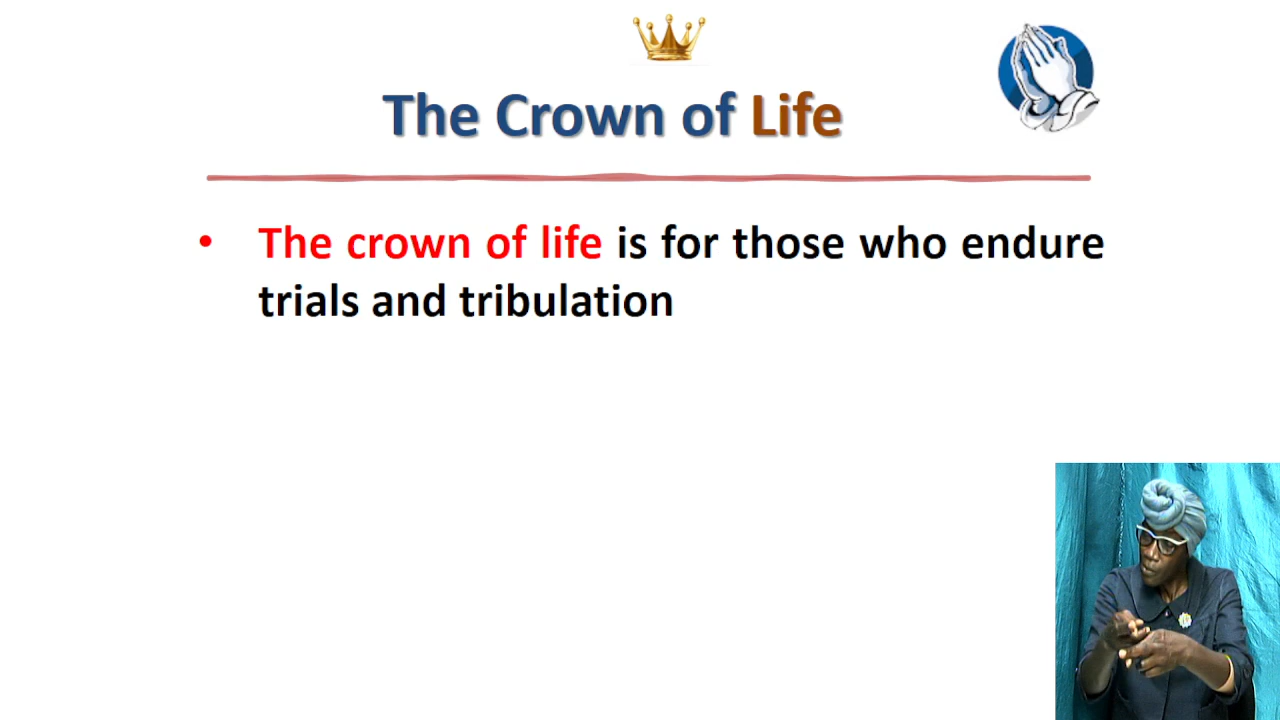 The Crown of Life
• The crown of life is for those who endure
trials and tribulation